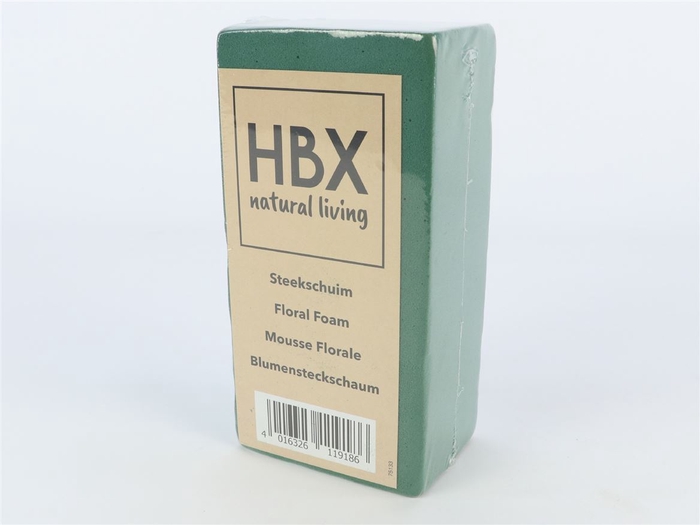 HBX
natural living
Steekschuim
Floral Foam
Mousse Florale
Blumensteckschaum
4 016326 119186